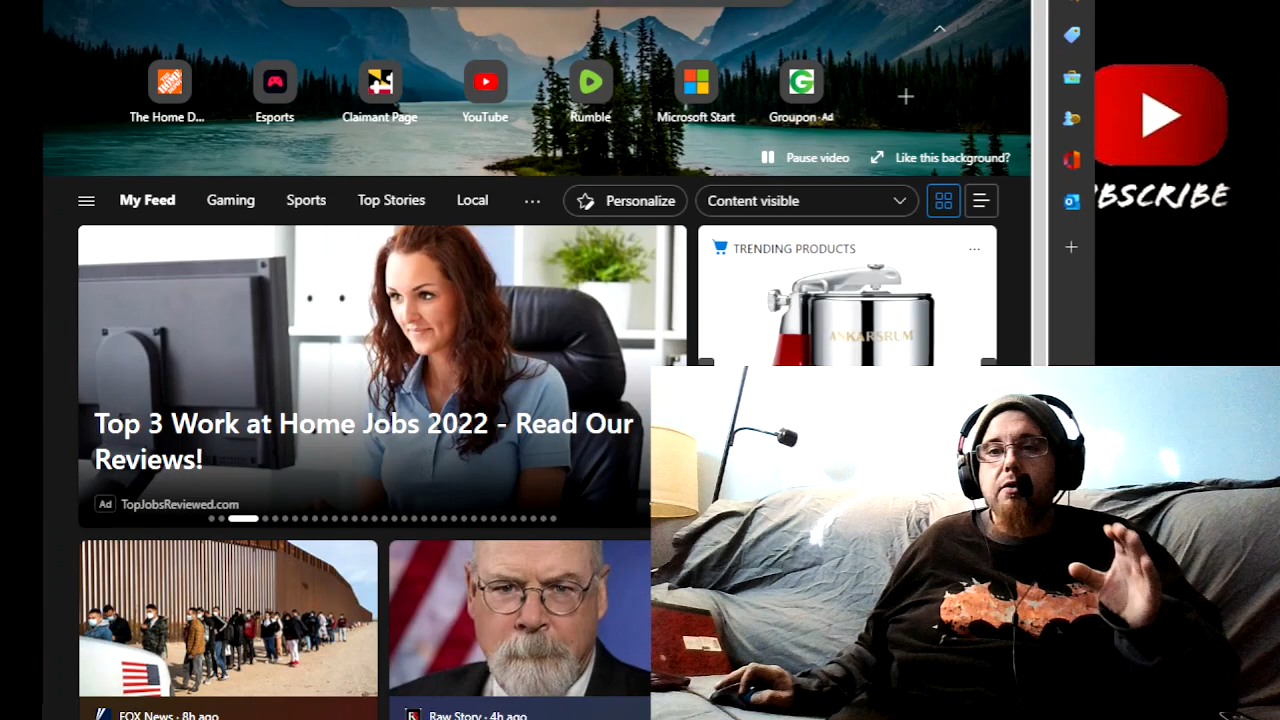 The Home D...
Esports
Claimant Page
YouTube
Rumble
Microsoft Start
Groupon · Ad
Pause video
Like this background?
UBSCRIBE
My Feed
Gaming
Sports
Top Stories
Local
Personalize
Content visible
TRENDING PRODUCTS
ANKARSRUM
Top 3 Work at Home Jobs 2022 - Read Our
Reviews!
Ad TopJobsReviewed.com
FOX News · 8h ago
Raw Story · 4h ago